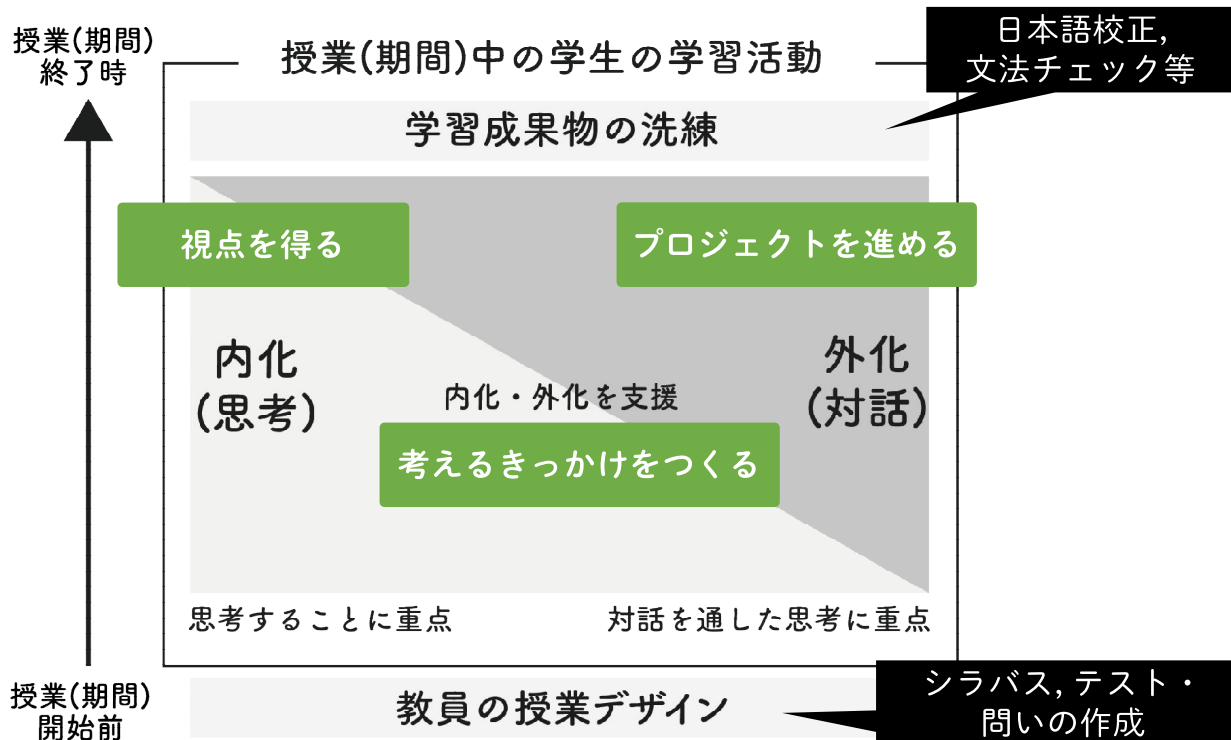 授業(期間)
終了時
授業(期間)中の学生の学習活動
日本語校正,
文法チェック等
学習成果物の洗練
視点を得る
プロジェクトを進める
内化
(思考)
外化
(対話)
内化・外化を支援
考えるきっかけをつくる
思考することに重点
対話を通した思考に重点
授業(期間)
開始前
教員の授業デザイン
シラバス, テスト・
問いの作成